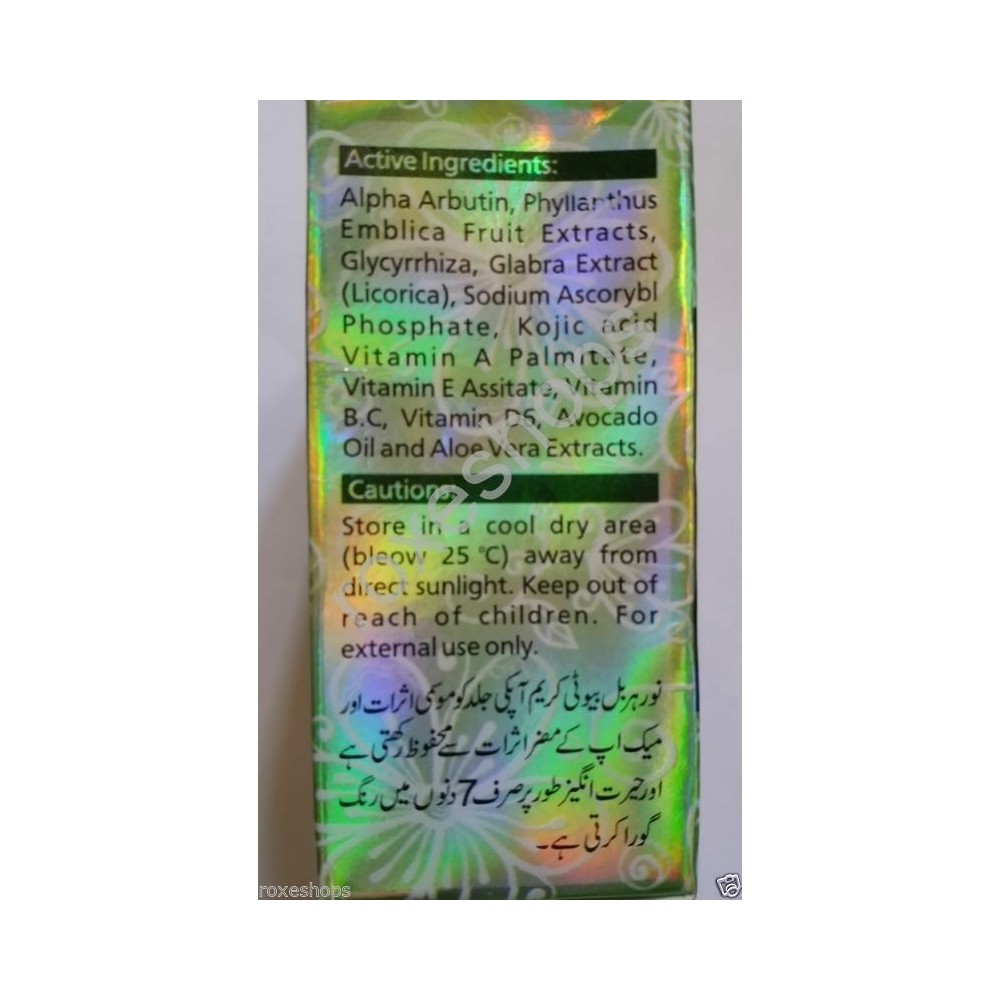 Active Ingredients:
Alpha Arbutin, Phyllanthus
Emblica Fruit Extracts,
Glycyrrhiza, Glabra Extract
(Licorica), Sodium Ascorybl
Phosphate, Kojic acid
Vitamin A Palmitate,
Vitamin E Assitate, Vitamin
B.C, Vitamin D5, Avocado
Oil and Aloe Vera Extracts.
Cautions:
Store in a cool dry area
(bleow 25 °C) away from
direct sunlight. Keep out of
reach of children. For
external use only.
نور ہربل بیوٹی کریم آپکی جلد کو موسمی اثرات اور
میک اپ کے مضر اثرات سے محفوظ رکھتی ہے
اور حیرت انگیز طور پر صرف 7 دنوں میں رنگ
گورا کرتی ہے۔
roxeshops
roxeshops